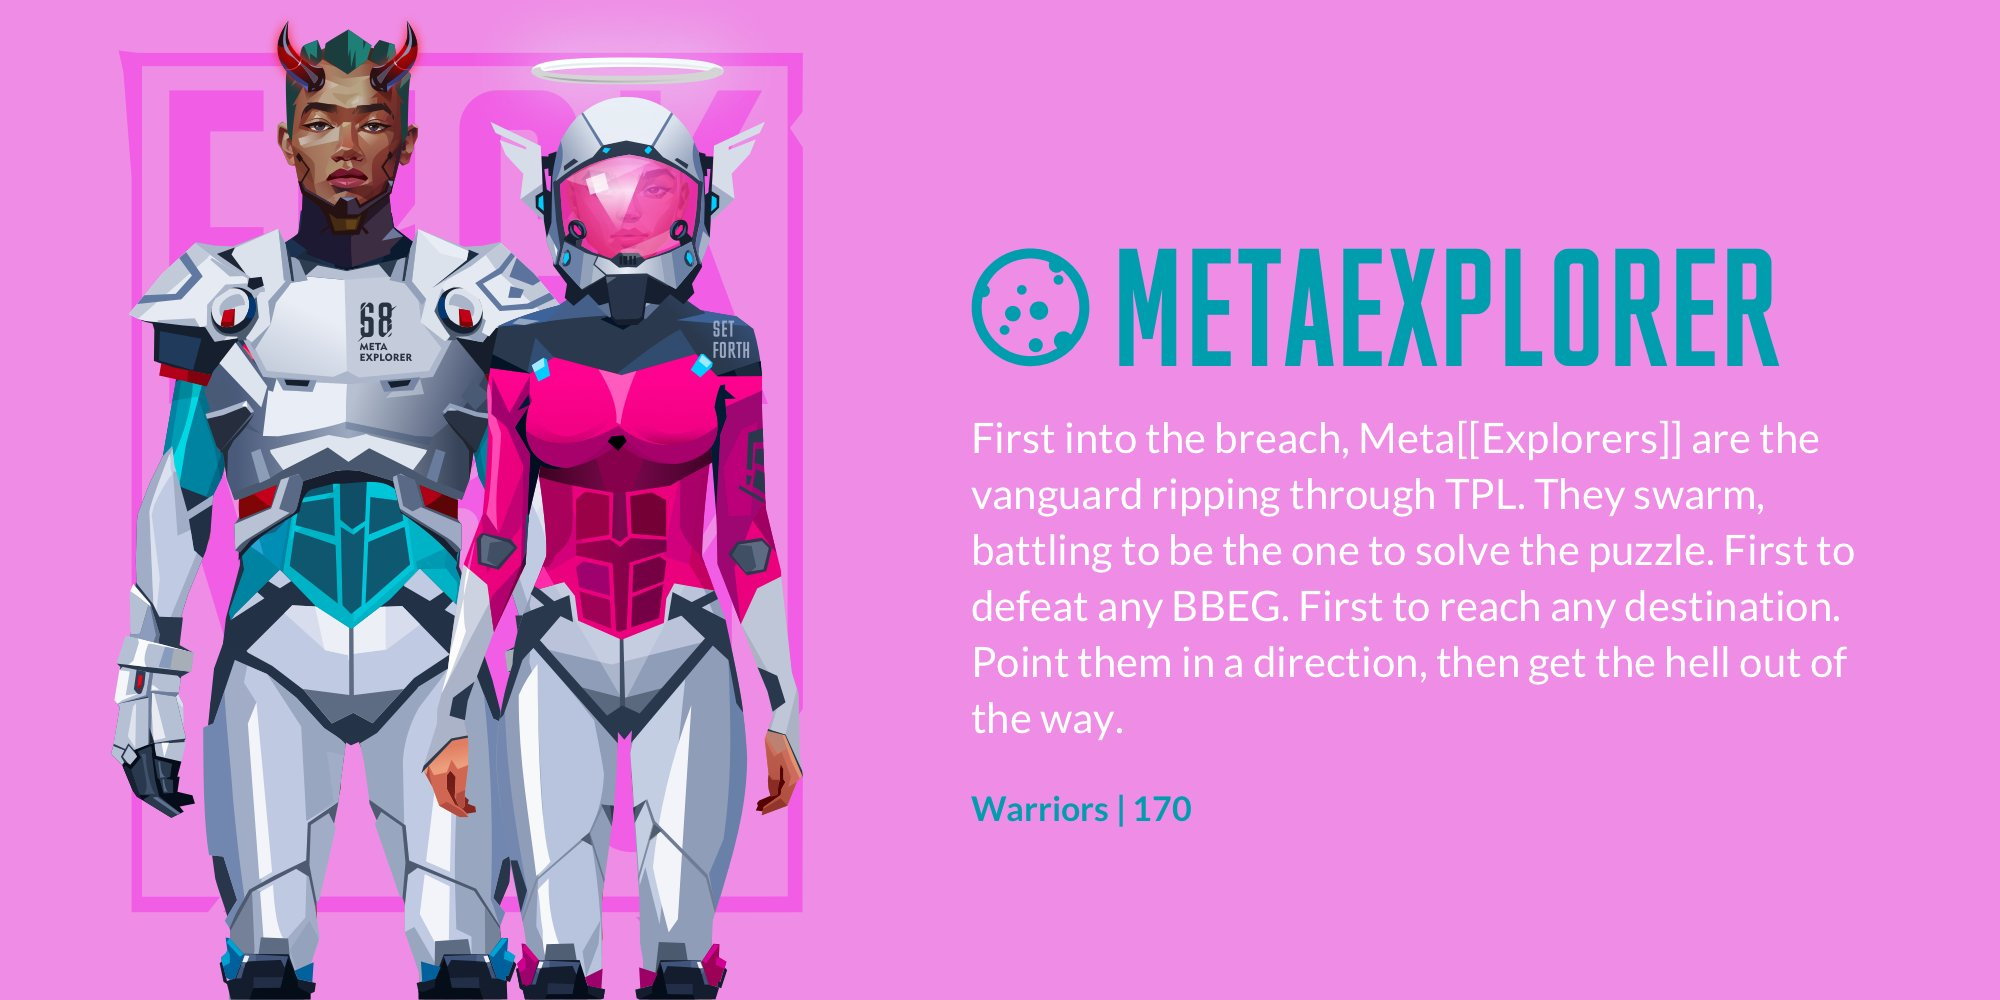 68
META
EXPLORER
SET
FORTH
METAEXPLORER
First into the breach, Meta[[Explorers]] are the
vanguard ripping through TPL. They swarm,
battling to be the one to solve the puzzle. First to
defeat any BBEG. First to reach any destination.
Point them in a direction, then get the hell out of
the way.
Warriors | 170